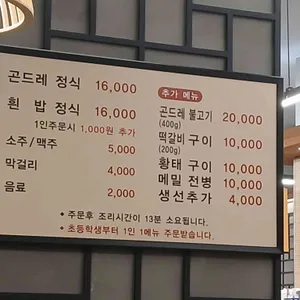 곤드레 정식 16,000
흰 밥 정식 16,000
1인주문시 1,000원 추가
소주/맥주 5,000
막걸리 4,000
음료 2,000
추가 메뉴
곤드레 불고기 20,000
(400g)
떡갈비 구이 10,000
(200g)
황태 구이 10,000
메밀 전병 10,000
생선추가 4,000
• 주문후 조리시간이 13분 소요됩니다.
• 초등학생부터 1인 1메뉴 주문받습니다.